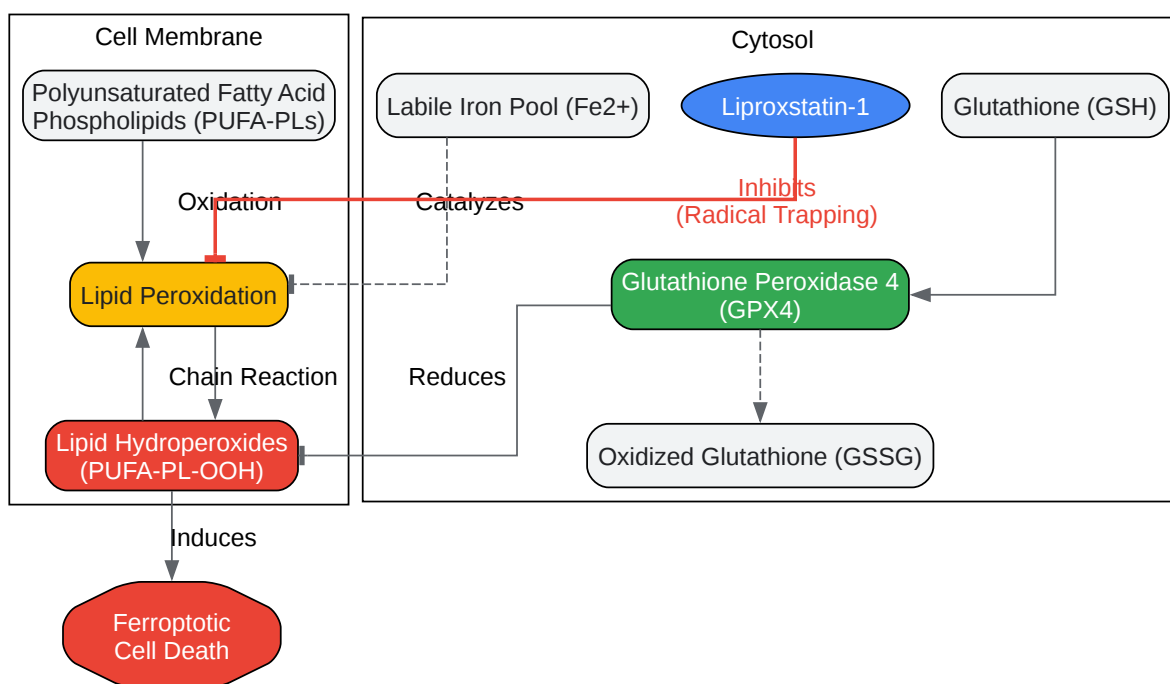 Cell Membrane
Polyunsaturated Fatty Acid
Phospholipids (PUFA-PLs)
Oxidation
Lipid Peroxidation
Chain Reaction
Lipid Hydroperoxides
(PUFA-PL-OOH)
Induces
Ferroptotic
Cell Death
Cytosol
Labile Iron Pool (Fe2+)
Liproxstatin-1
Glutathione (GSH)
Catalyzes
Inhibits
(Radical Trapping)
Glutathione Peroxidase 4
(GPX4)
Reduces
Oxidized Glutathione (GSSG)